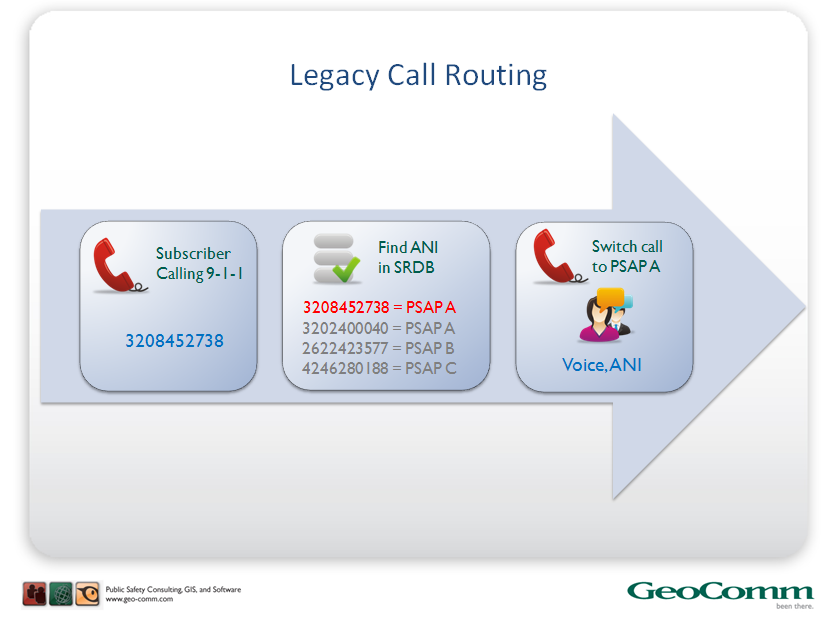 Legacy Call Routing
Subscriber
Calling 9-1-1
3208452738
Find ANI
in SRDB
3208452738 = PSAP A
3202400040 = PSAP A
2622423577 = PSAP B
4246280188 = PSAP C
Switch call
to PSAP A
Voice, ANI
Public Safety Consulting, GIS, and Software
www.geo-comm.com
GeoComm
been there.